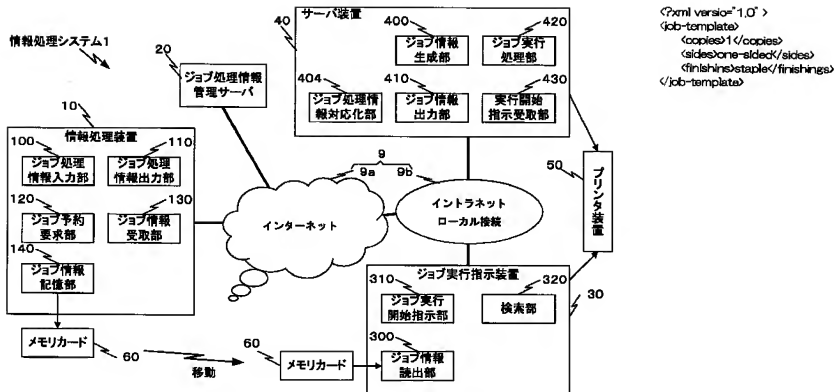 情報処理システム1
20
ジョブ処理情報
管理サーバ
40
サーバ装置
400
ジョブ情報
生成部
420
ジョブ実行
処理部
404
ジョブ処理情
報対応化部
410
ジョブ情報
出力部
430
実行開始
指示受取部
<?xml versio="1.0" >
<job-template>
<copies>1</copies>
<sides>one-sided</sides>
<finishins>staple</finishings>
</job-template>
10
情報処理装置
100
ジョブ処理
情報入力部
110
ジョブ処理
情報出力部
120
ジョブ予約
要求部
130
ジョブ情報
受取部
140
ジョブ情報
記憶部
メモリカード
60
9
9a
9b
インターネット
イントラネット
ローカル接続
50
プリンタ装置
ジョブ実行指示装置
310
ジョブ実行
開始指示部
320
検索部
30
300
ジョブ情報
読出部
60
メモリカード
移動